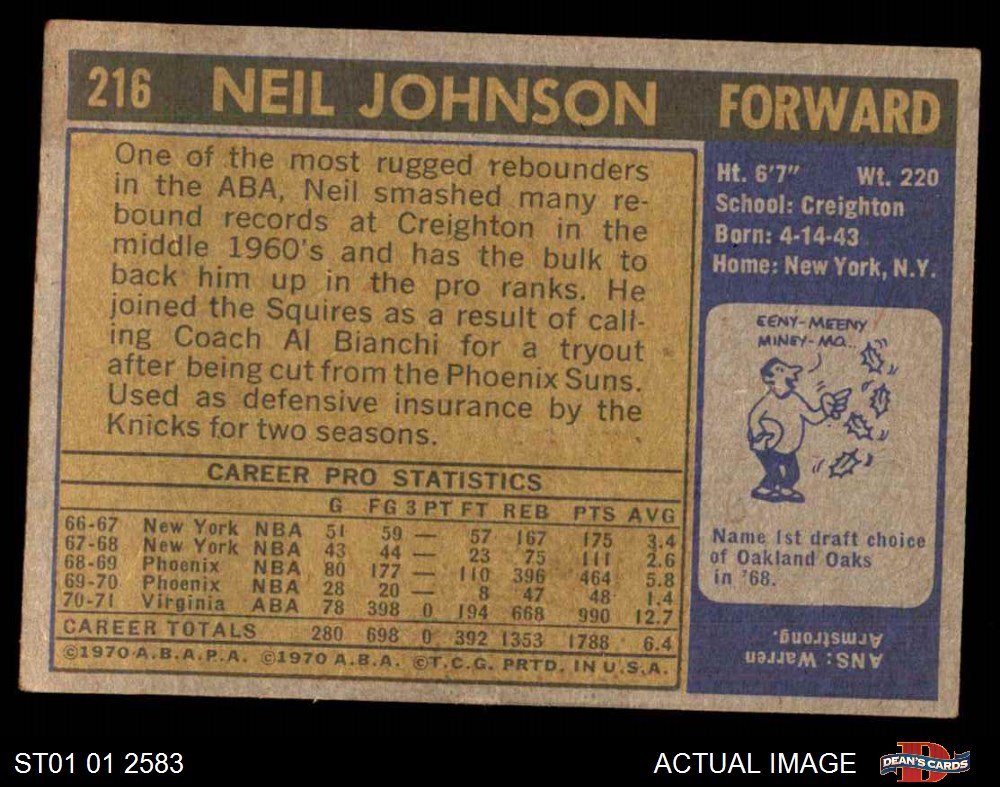 216 NEIL JOHNSON FORWARD
One of the most rugged rebounders
in the ABA, Neil smashed many re-
bound records at Creighton in the
middle 1960's and has the bulk to
back him up in the pro ranks. He
joined the Squires as a result of call-
ing Coach Al Bianchi for a tryout
after being cut from the Phoenix Suns.
Used as defensive insurance by the
Knicks for two seasons.
CAREER PRO STATISTICS
G FG 3 PT FT REB PTS AVG
66-67 New York NBA 51 59 — 57 167 175 3.4
67-68 New York NBA 43 44 — 23 75 111 2.6
68-69 Phoenix NBA 80 177 — 110 396 464 5.8
69-70 Phoenix NBA 28 20 — 8 47 48 1.4
70-71 Virginia ABA 78 398 0 194 668 990 12.7
CAREER TOTALS 280 698 0 392 1353 1788 6.4
©1970 A.B.A.P.A. ©1970 A.B.A. ©T.C.G. PRTD. IN U.S.A.
Ht. 6'7" Wt. 220
School: Creighton
Born: 4-14-43
Home: New York, N.Y.
EENY-MEENY
MINEY-MO...
Name 1st draft choice
of Oakland Oaks
in '68.
ANS: Warren
Armstrong.
ST01 01 2583 ACTUAL IMAGE DEAN'S CARDS